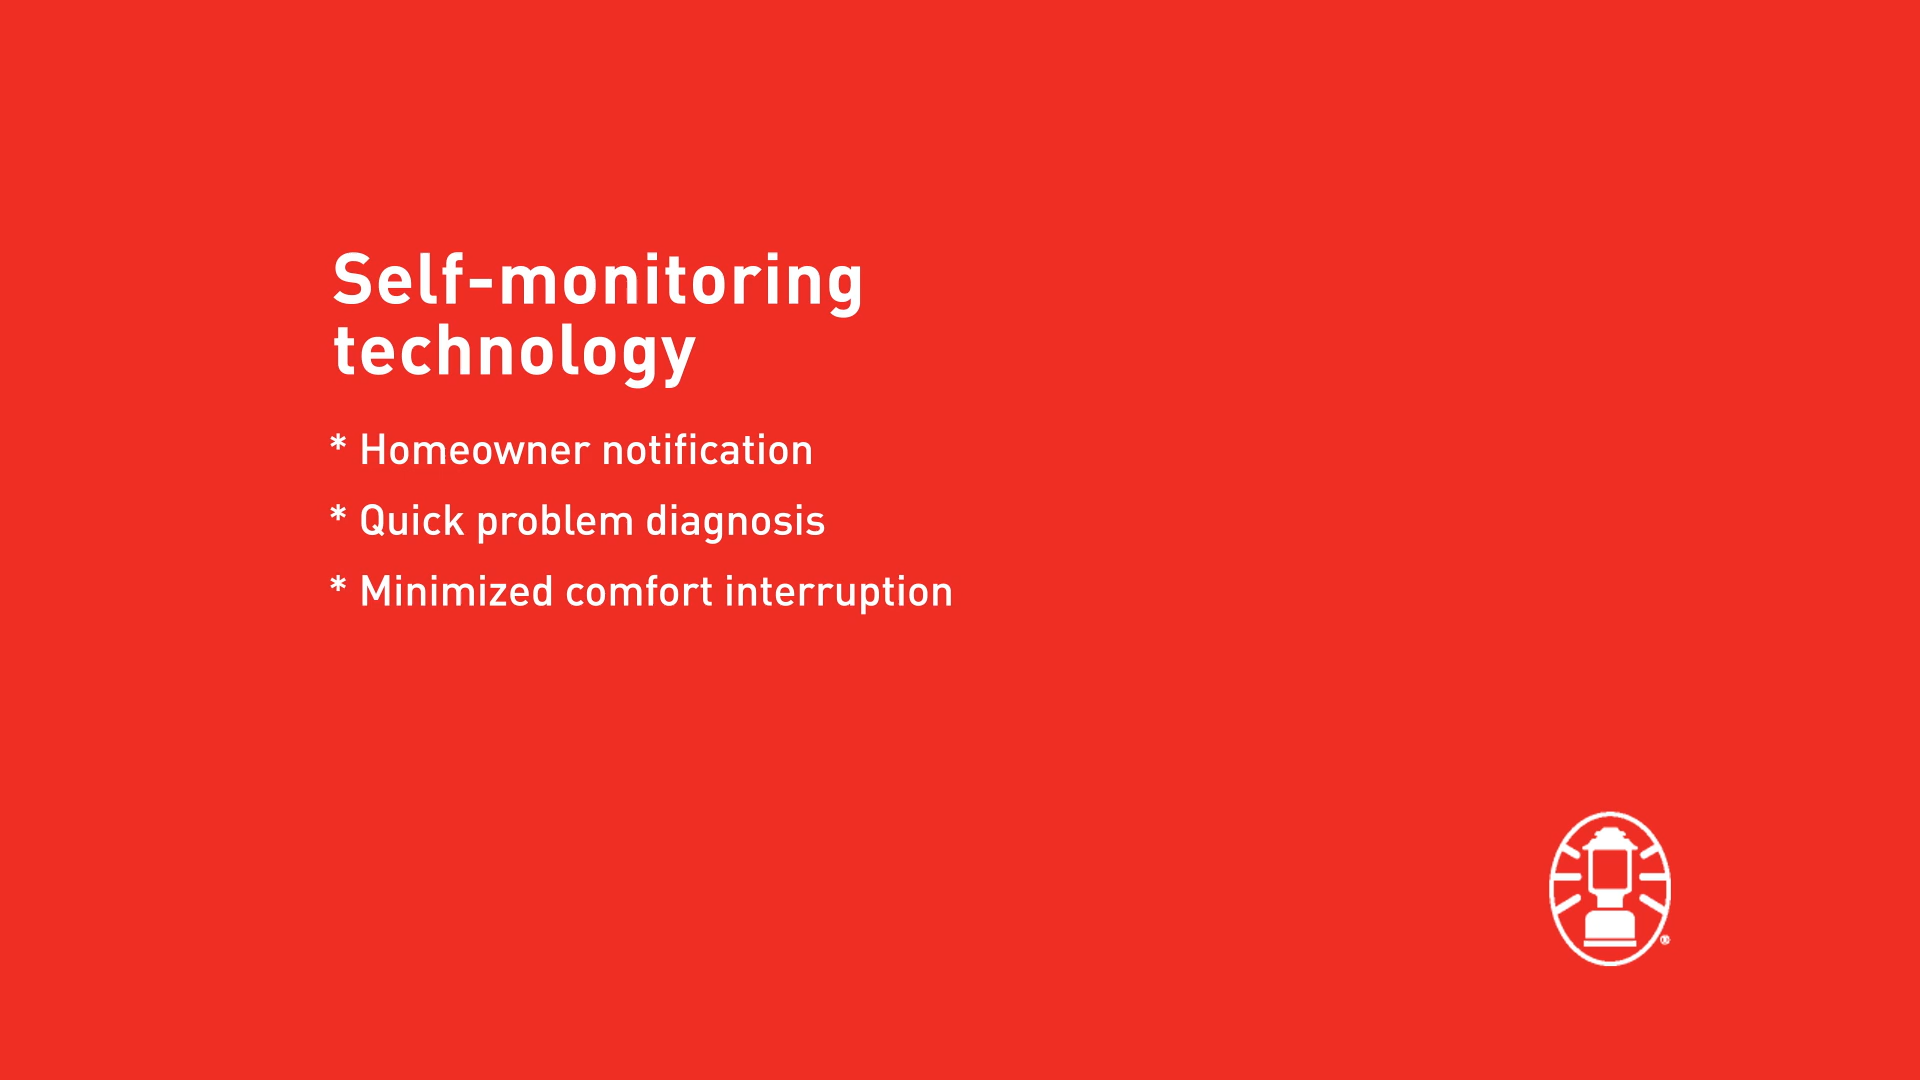 Self-monitoring
technology
* Homeowner notification
* Quick problem diagnosis
* Minimized comfort interruption
®